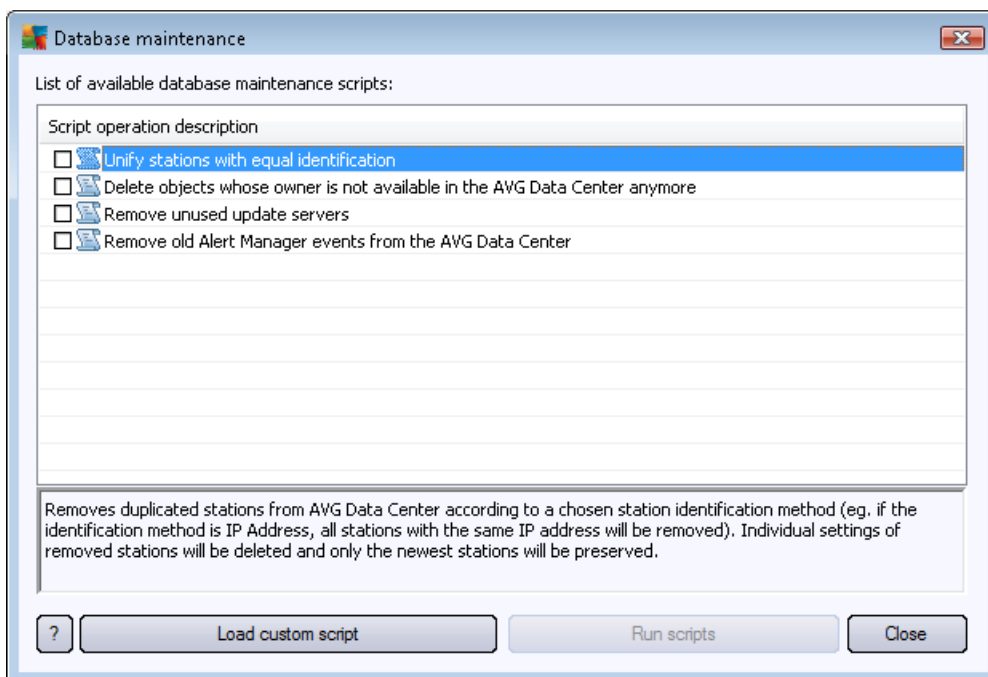 Database maintenance
List of available database maintenance scripts:
Script operation description
Unify stations with equal identification
Delete objects whose owner is not available in the AVG Data Center anymore
Remove unused update servers
Remove old Alert Manager events from the AVG Data Center
Removes duplicated stations from AVG Data Center according to a chosen station identification method (eg. if the
identification method is IP Address, all stations with the same IP address will be removed). Individual settings of
removed stations will be deleted and only the newest stations will be preserved.
? Load custom script Run scripts Close